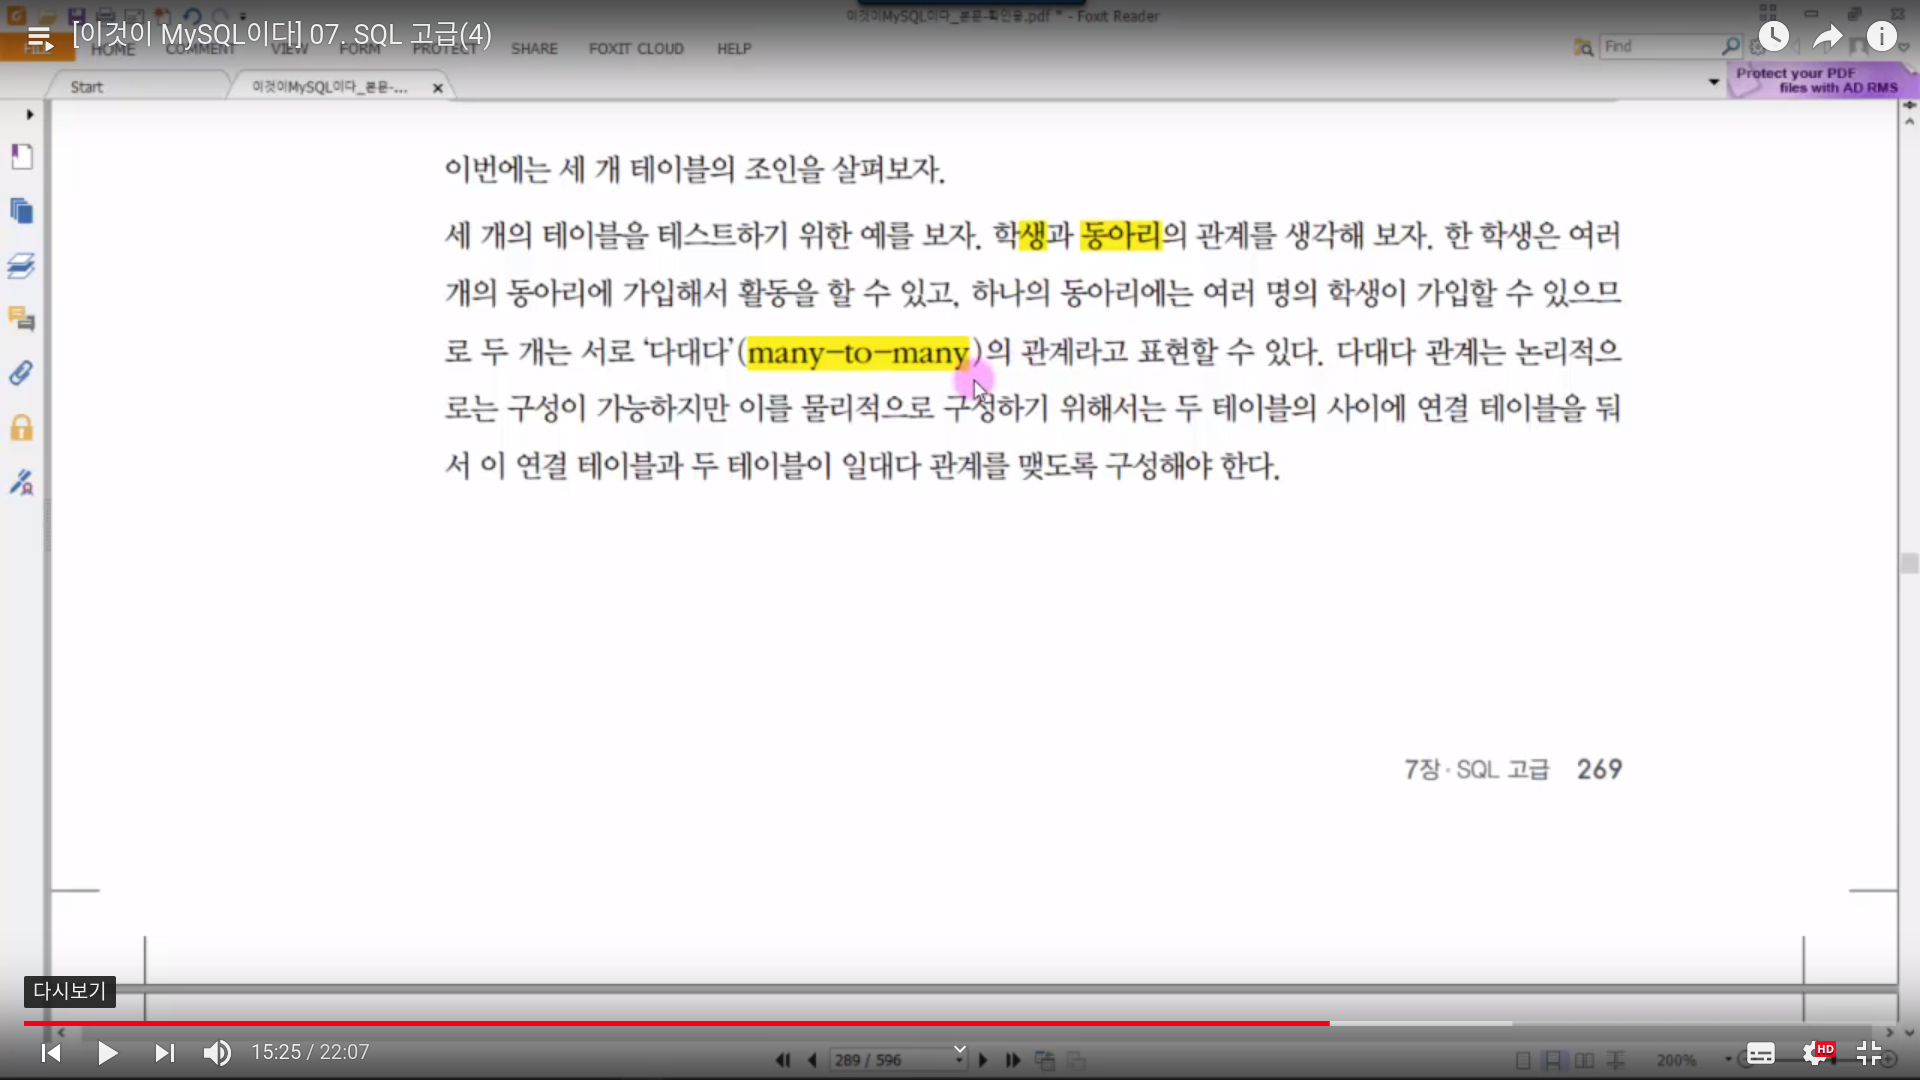 이것이MySQL이다_본문-확인용.pdf * - Foxit Reader
[이것이 MySQL이다] 07. SQL 고급(4)
HOME COMMENT VIEW FORM PROTECT SHARE FOXIT CLOUD HELP
Find
Start
이것이MySQL이다_본문-...
Protect your PDF
files with AD RMS
이번에는 세 개 테이블의 조인을 살펴보자.
세 개의 테이블을 테스트하기 위한 예를 보자. 학생과 동아리의 관계를 생각해 보자. 한 학생은 여러
개의 동아리에 가입해서 활동을 할 수 있고, 하나의 동아리에는 여러 명의 학생이 가입할 수 있으므
로 두 개는 서로 ‘다대다’(many-to-many)의 관계라고 표현할 수 있다. 다대다 관계는 논리적으
로는 구성이 가능하지만 이를 물리적으로 구성하기 위해서는 두 테이블의 사이에 연결 테이블을 둬
서 이 연결 테이블과 두 테이블이 일대다 관계를 맺도록 구성해야 한다.
7장 · SQL 고급 269
다시보기
15:25 / 22:07
289 / 596
200%
HD